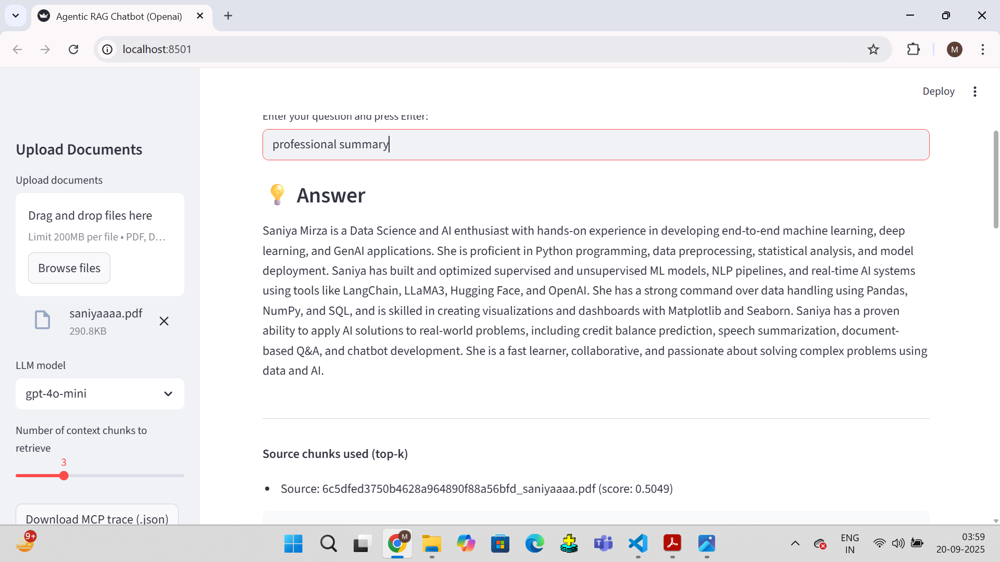 Agentic RAG Chatbot (Openai)
localhost:8501
M
Deploy
Upload Documents
Upload documents
Drag and drop files here
Limit 200MB per file • PDF, D…
Browse files
saniyaaaa.pdf
290.8KB
LLM model
gpt-4o-mini
Number of context chunks to
retrieve
3
Download MCP trace (.json)
Enter your question and press Enter:
professional summary
Answer
Saniya Mirza is a Data Science and AI enthusiast with hands-on experience in developing end-to-end machine learning, deep
learning, and GenAI applications. She is proficient in Python programming, data preprocessing, statistical analysis, and model
deployment. Saniya has built and optimized supervised and unsupervised ML models, NLP pipelines, and real-time AI systems
using tools like LangChain, LLaMA3, Hugging Face, and OpenAI. She has a strong command over data handling using Pandas,
NumPy, and SQL, and is skilled in creating visualizations and dashboards with Matplotlib and Seaborn. Saniya has a proven
ability to apply AI solutions to real-world problems, including credit balance prediction, speech summarization, document-
based Q&A, and chatbot development. She is a fast learner, collaborative, and passionate about solving complex problems using
data and AI.
Source chunks used (top-k)
• Source: 6c5dfed3750b4628a964890f88a56bfd_saniyaaaa.pdf (score: 0.5049)
9+
M
ENG
IN
03:59
20-09-2025